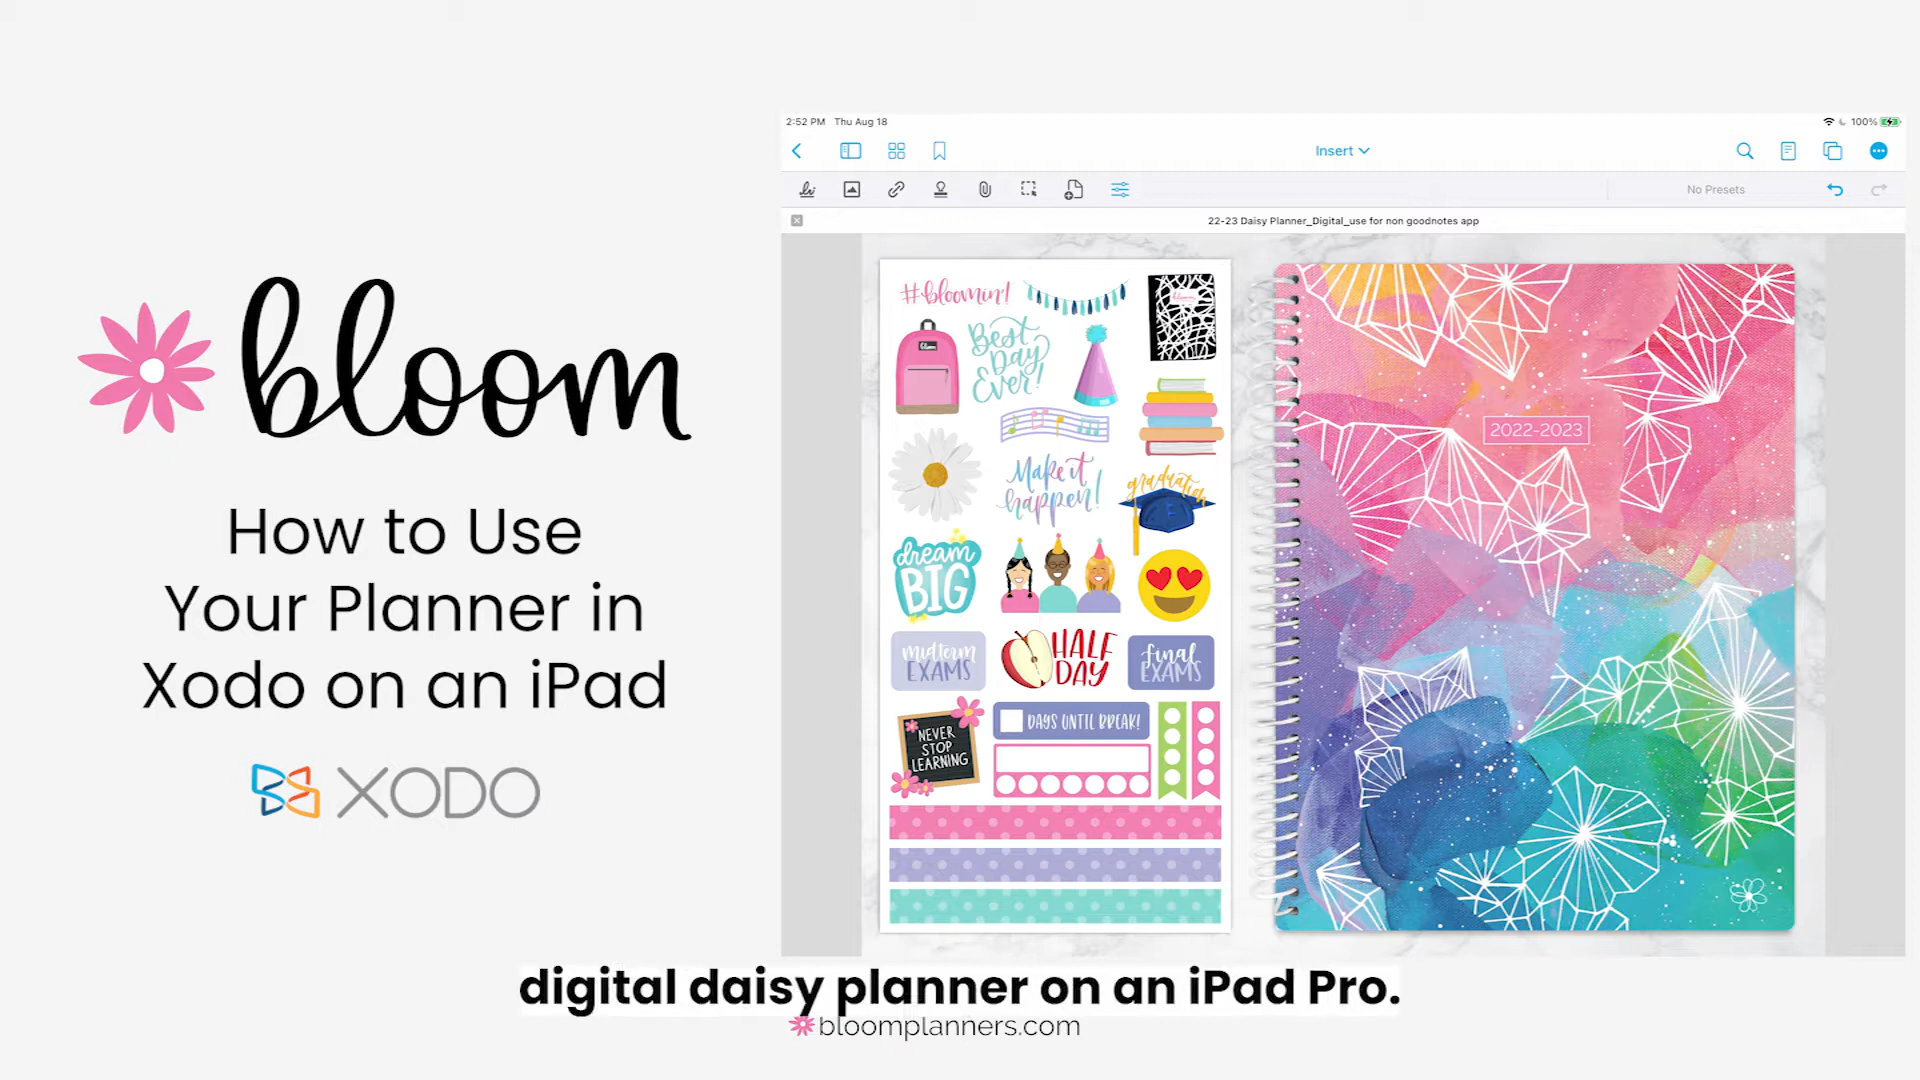 bloom
How to Use
Your Planner in
Xodo on an iPad
XODO
2:52 PM Thu Aug 18
100%
Insert
No Presets
22-23 Daisy Planner_Digital_use for non goodnotes app
#bloomin'!
bloom
bloom
Best
Day
Ever!
Make it
happen!
graduation
dream
BIG
midterm
EXAMS
HALF
DAY
final
EXAMS
NEVER
STOP
LEARNING
DAYS UNTIL BREAK!
2022-2023
digital daisy planner on an iPad Pro.
bloomplanners.com